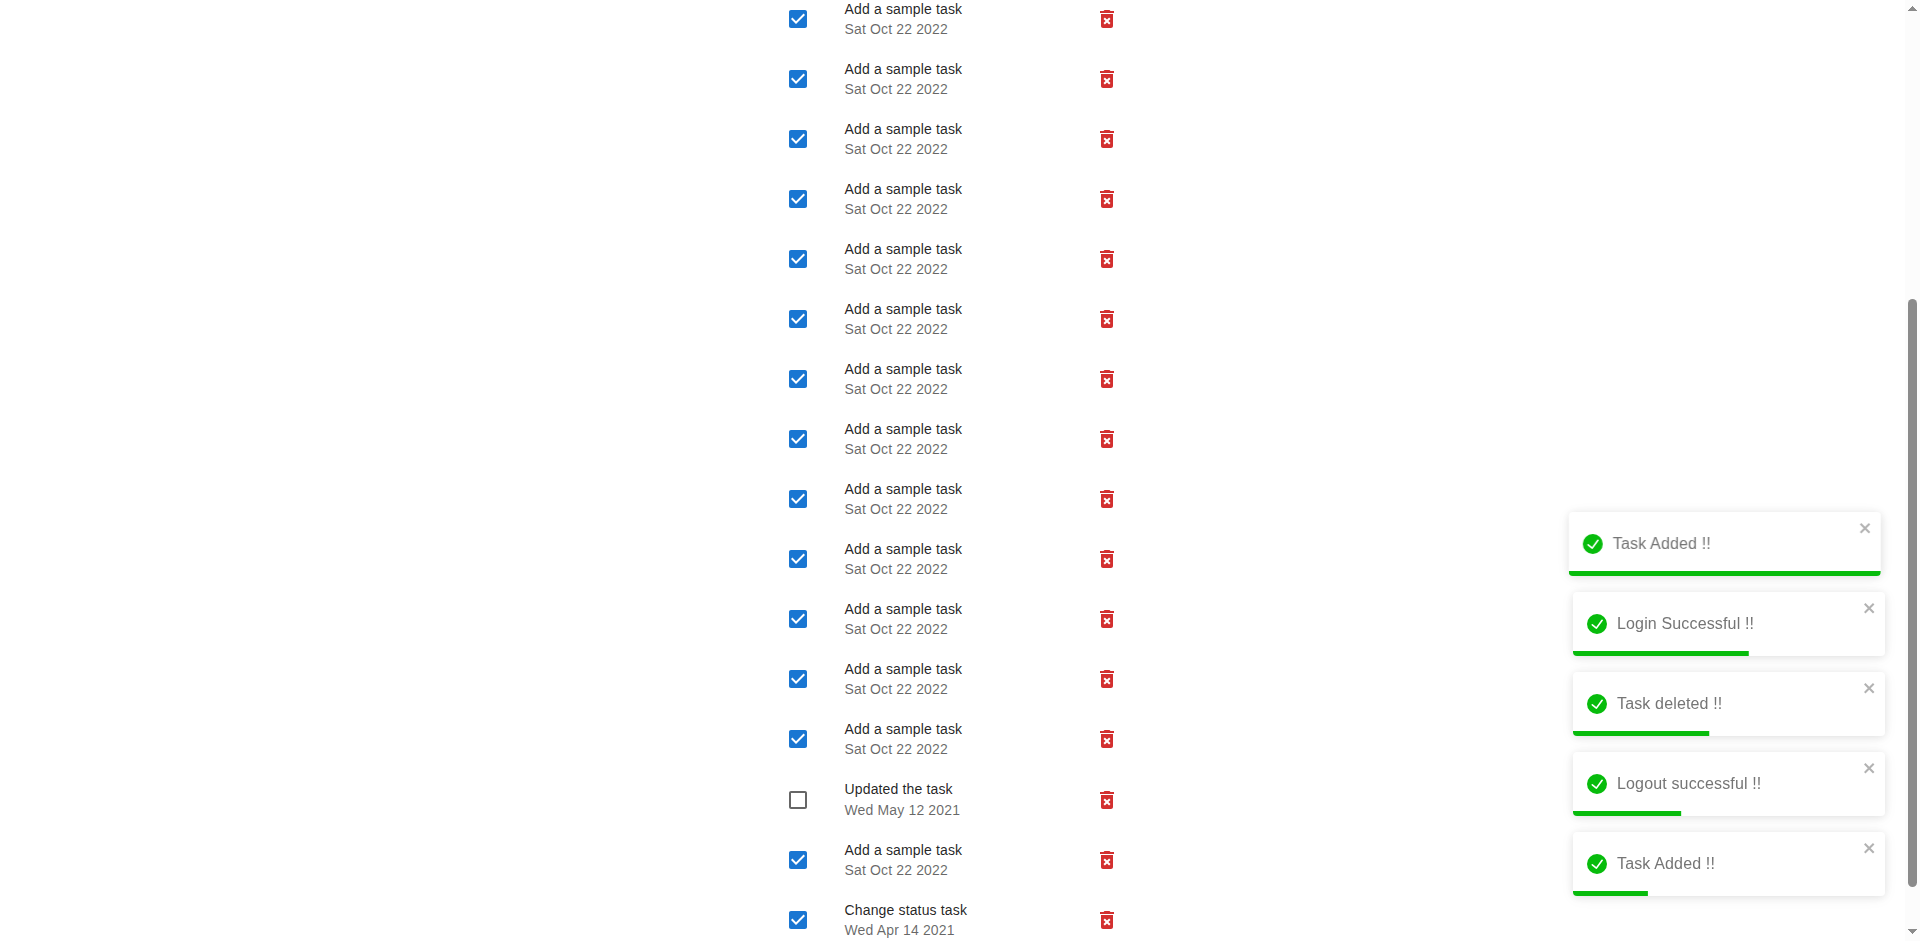 Add a sample task
Sat Oct 22 2022
Add a sample task
Sat Oct 22 2022
Add a sample task
Sat Oct 22 2022
Add a sample task
Sat Oct 22 2022
Add a sample task
Sat Oct 22 2022
Add a sample task
Sat Oct 22 2022
Add a sample task
Sat Oct 22 2022
Add a sample task
Sat Oct 22 2022
Add a sample task
Sat Oct 22 2022
Add a sample task
Sat Oct 22 2022
Add a sample task
Sat Oct 22 2022
Add a sample task
Sat Oct 22 2022
Add a sample task
Sat Oct 22 2022
Updated the task
Wed May 12 2021
Add a sample task
Sat Oct 22 2022
Change status task
Wed Apr 14 2021
Task Added !!
Login Successful !!
Task deleted !!
Logout successful !!
Task Added !!